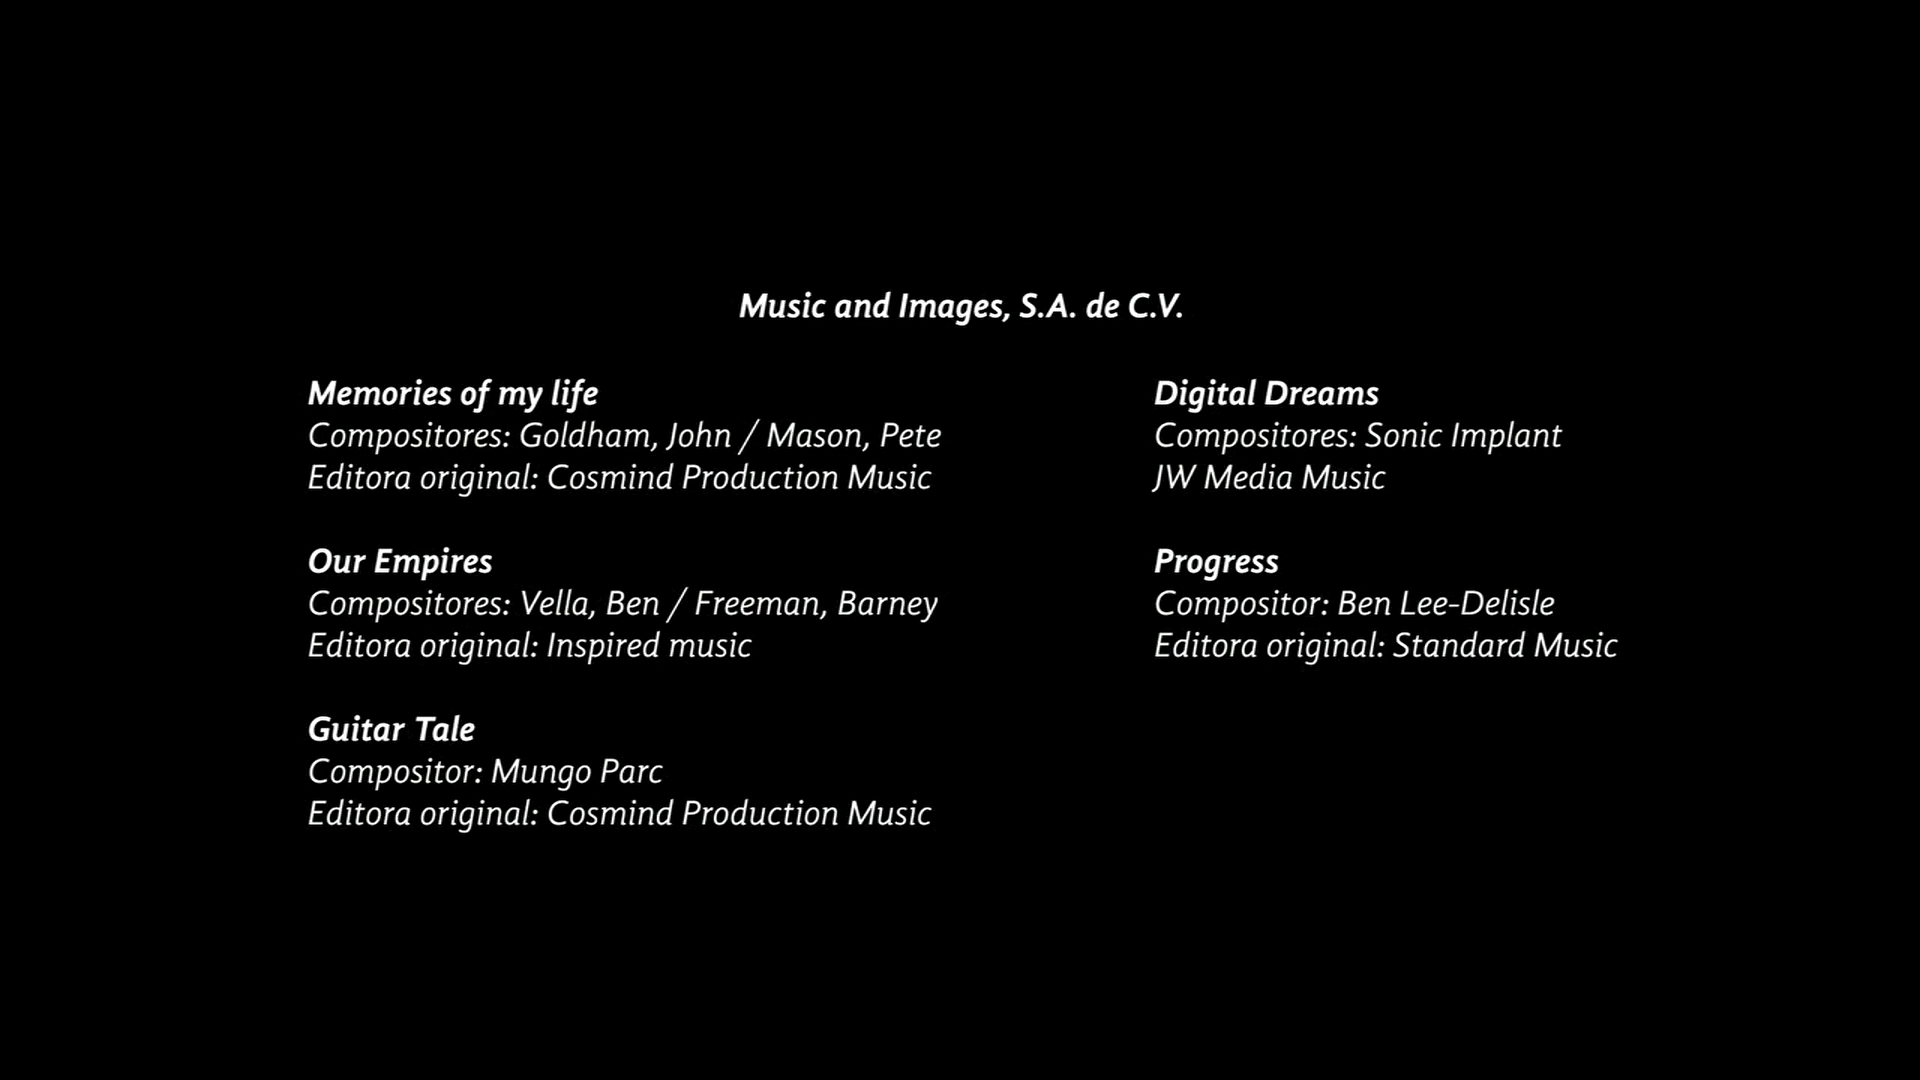 Music and Images, S.A. de C.V.
Memories of my life
Compositores: Goldham, John / Mason, Pete
Editora original: Cosmind Production Music
Our Empires
Compositores: Vella, Ben / Freeman, Barney
Editora original: Inspired music
Guitar Tale
Compositor: Mungo Parc
Editora original: Cosmind Production Music
Digital Dreams
Compositores: Sonic Implant
JW Media Music
Progress
Compositor: Ben Lee-Delisle
Editora original: Standard Music